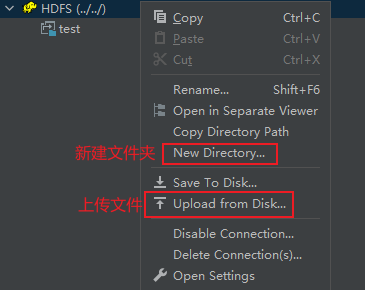 HDFS (../../)
test
Copy Ctrl+C
Paste Ctrl+V
Cut Ctrl+X
Rename... Shift+F6
Open in Separate Viewer
Copy Directory Path
新建文件夹 New Directory...
Save To Disk...
上传文件 Upload from Disk...
Disable Connection...
Delete Connection(s)...
Open Settings